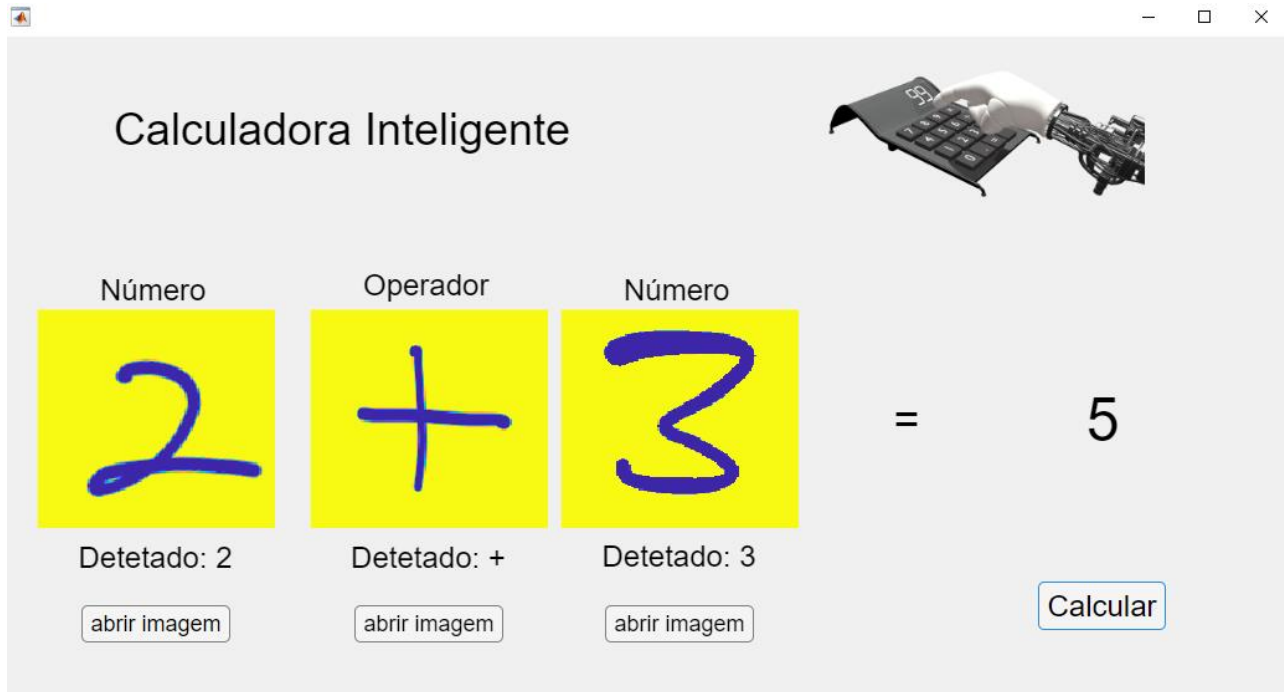 Calculadora Inteligente
99
Número Operador Número
2 + 3 = 5
Detetado: 2 Detetado: + Detetado: 3
abrir imagem abrir imagem abrir imagem
Calcular